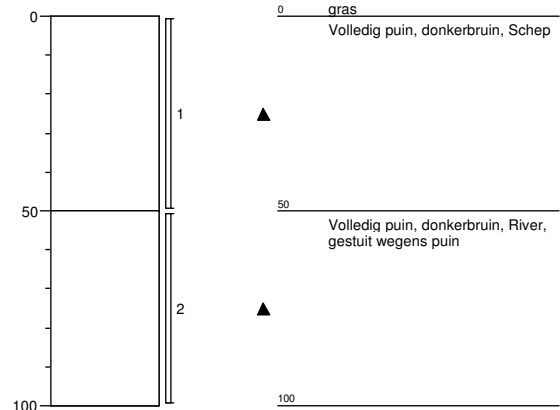 0
0
gras
Volledig puin, donkerbruin, Schep
1
50
50
Volledig puin, donkerbruin, River,
gestuit wegens puin
2
100
100